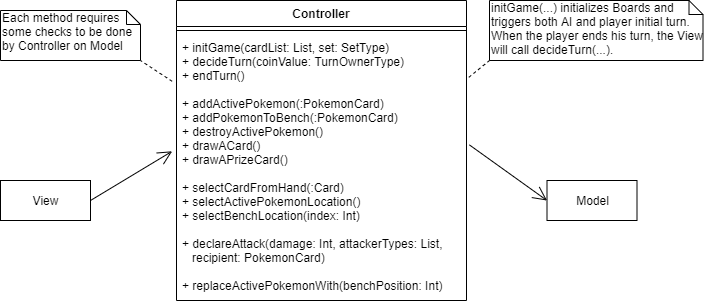 Each method requires
some checks to be done
by Controller on Model
Controller
initGame(...) initializes Boards and
triggers both AI and player initial turn.
When the player ends his turn, the View
will call decideTurn(...).
+ initGame(cardList: List, set: SetType)
+ decideTurn(coinValue: TurnOwnerType)
+ endTurn()
+ addActivePokemon(:PokemonCard)
+ addPokemonToBench(:PokemonCard)
+ destroyActivePokemon()
+ drawACard()
+ drawAPrizeCard()
+ selectCardFromHand(:Card)
+ selectActivePokemonLocation()
+ selectBenchLocation(index: Int)
+ declareAttack(damage: Int, attackerTypes: List,
recipient: PokemonCard)
+ replaceActivePokemonWith(benchPosition: Int)
View
Model